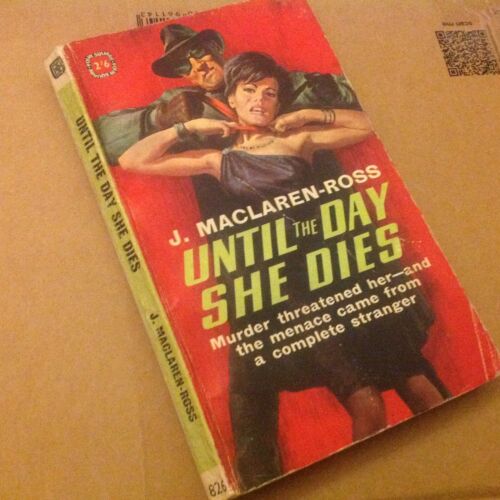 2/6
J. MACLAREN-ROSS
UNTIL THE DAY
SHE DIES
Murder threatened her—and
the menace came from
a complete stranger
UNTIL THE DAY SHE DIES
J. MACLAREN-ROSS
826